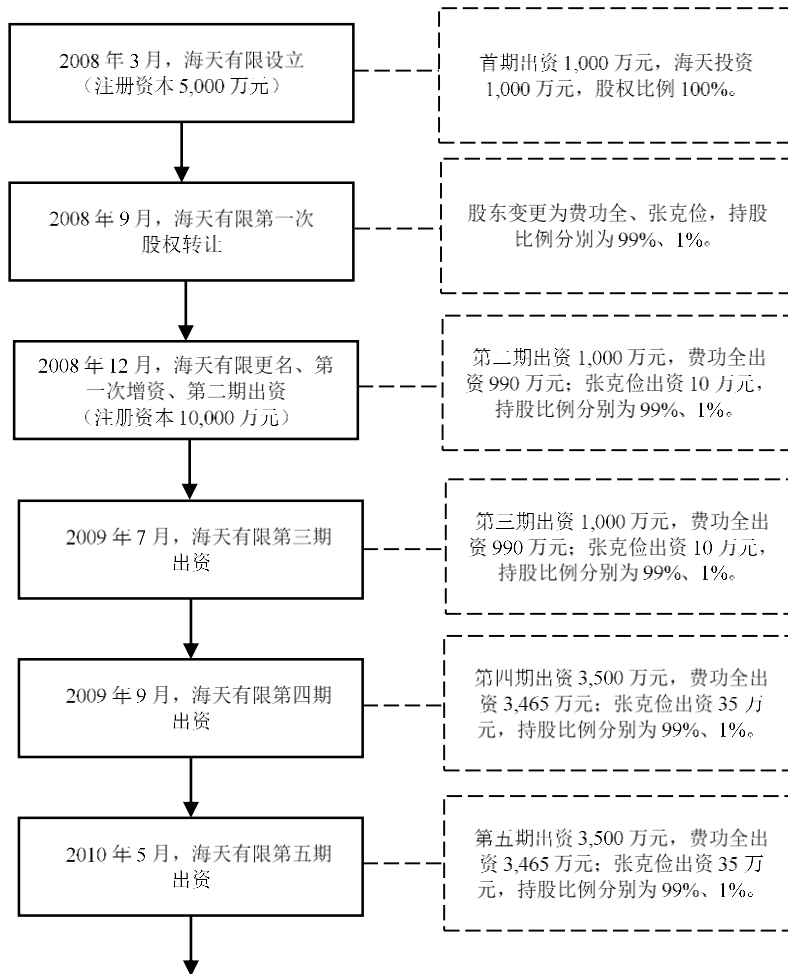 2008 年 3 月，海天有限设立
（注册资本 5,000 万元）
首期出资 1,000 万元，海天投资
1,000 万元，股权比例 100%。
2008 年 9 月，海天有限第一次
股权转让
股东变更为费功全、张克俭，持股
比例分别为 99%、1%。
2008 年 12 月，海天有限更名、第
一次增资、第二期出资
（注册资本 10,000 万元）
第二期出资 1,000 万元，费功全出
资 990 万元；张克俭出资 10 万元，
持股比例分别为 99%、1%。
2009 年 7 月，海天有限第三期
出资
第三期出资 1,000 万元，费功全出
资 990 万元；张克俭出资 10 万元，
持股比例分别为 99%、1%。
2009 年 9 月，海天有限第四期
出资
第四期出资 3,500 万元，费功全出
资 3,465 万元；张克俭出资 35 万
元，持股比例分别为 99%、1%。
2010 年 5 月，海天有限第五期
出资
第五期出资 3,500 万元，费功全出
资 3,465 万元；张克俭出资 35 万
元，持股比例分别为 99%、1%。